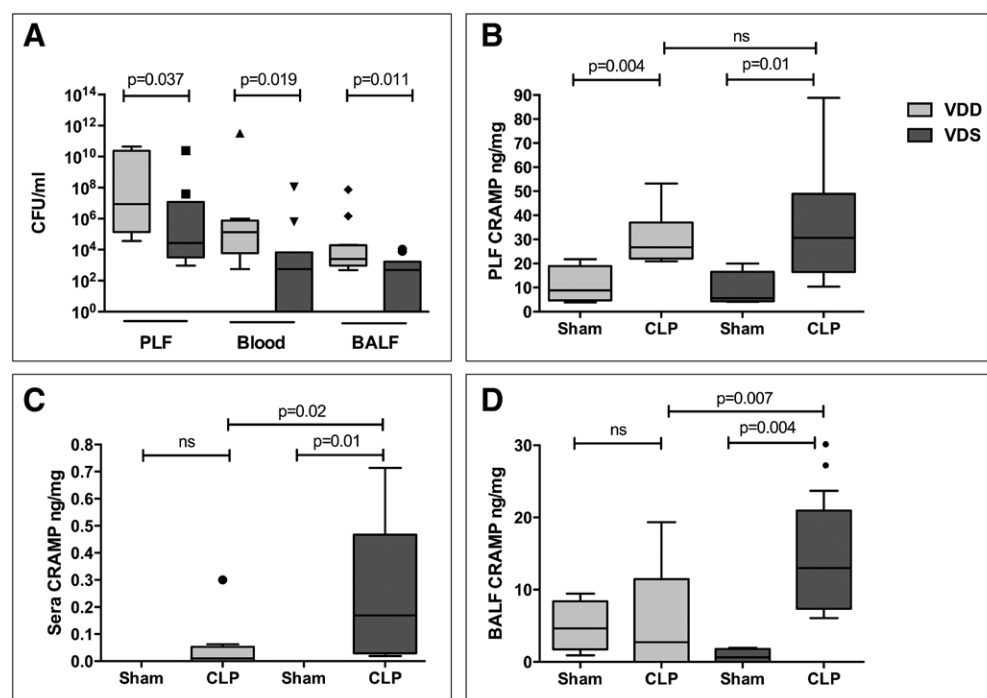 A
p=0.037 p=0.019 p=0.011
CFU/ml
10^14
10^12
10^10
10^8
10^6
10^4
10^2
10^0
PLF Blood BALF
B
ns
p=0.004 p=0.01
PLF CRAMP ng/mg
90
80
70
60
50
40
30
20
10
0
Sham CLP Sham CLP
VDD
VDS
C
p=0.02
ns p=0.01
Sera CRAMP ng/mg
0.8
0.7
0.6
0.5
0.4
0.3
0.2
0.1
0.0
Sham CLP Sham CLP
D
p=0.007
ns p=0.004
BALF CRAMP ng/mg
30
20
10
0
Sham CLP Sham CLP